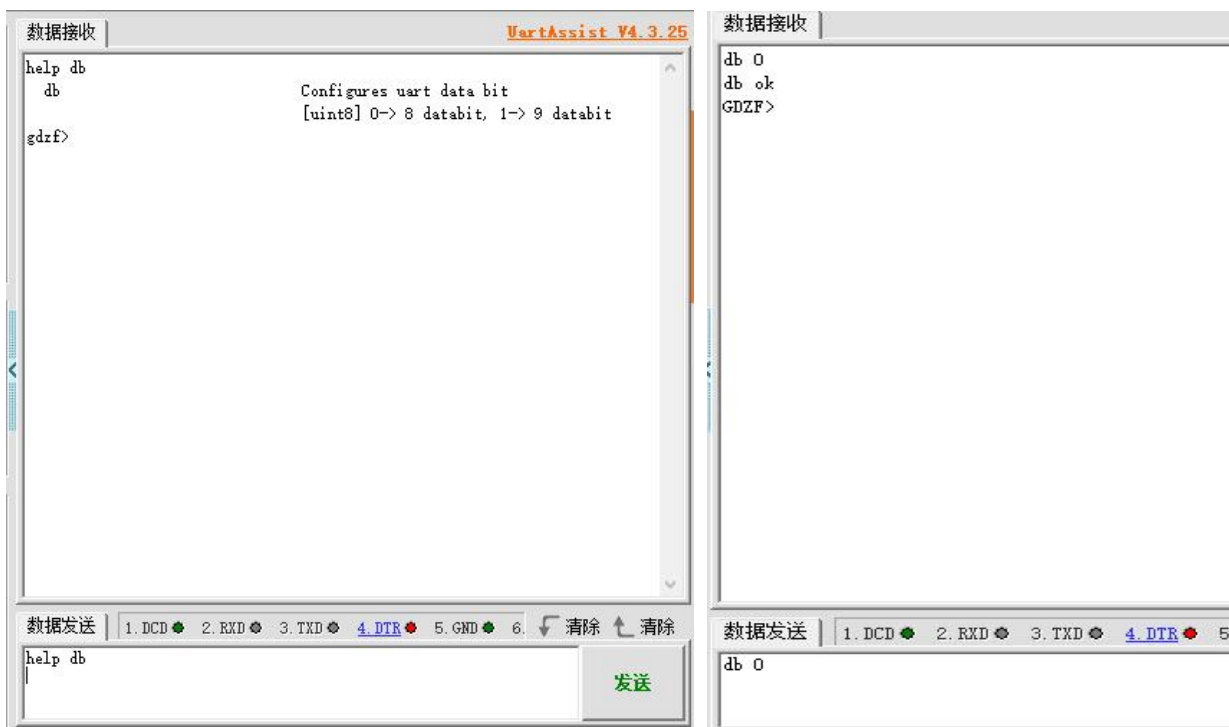 数据接收
UartAssist V4.3.25
help db
db Configures uart data bit
[uint8] 0-> 8 databit, 1-> 9 databit
gdzf>
数据发送 1.DCD 2.RXD 3.TXD 4.DTR 5.GND 6. 清除 清除
help db
发送
数据接收
db 0
db ok
GDZF>
数据发送 1.DCD 2.RXD 3.TXD 4.DTR 5
db 0